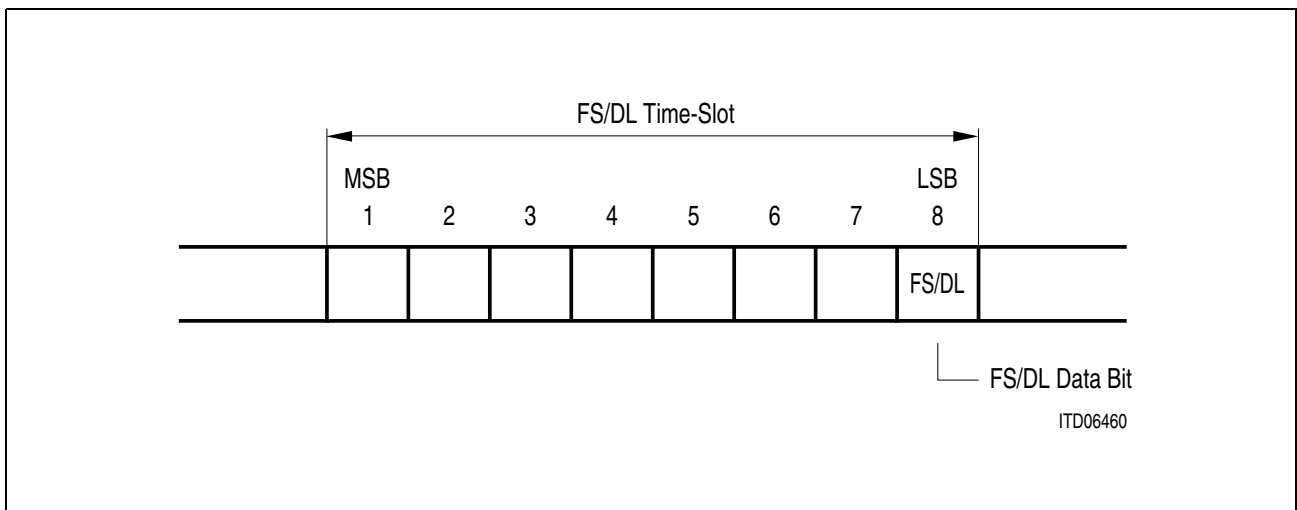 FS/DL Time-Slot
MSB LSB
1 2 3 4 5 6 7 8
FS/DL
FS/DL Data Bit
ITD06460